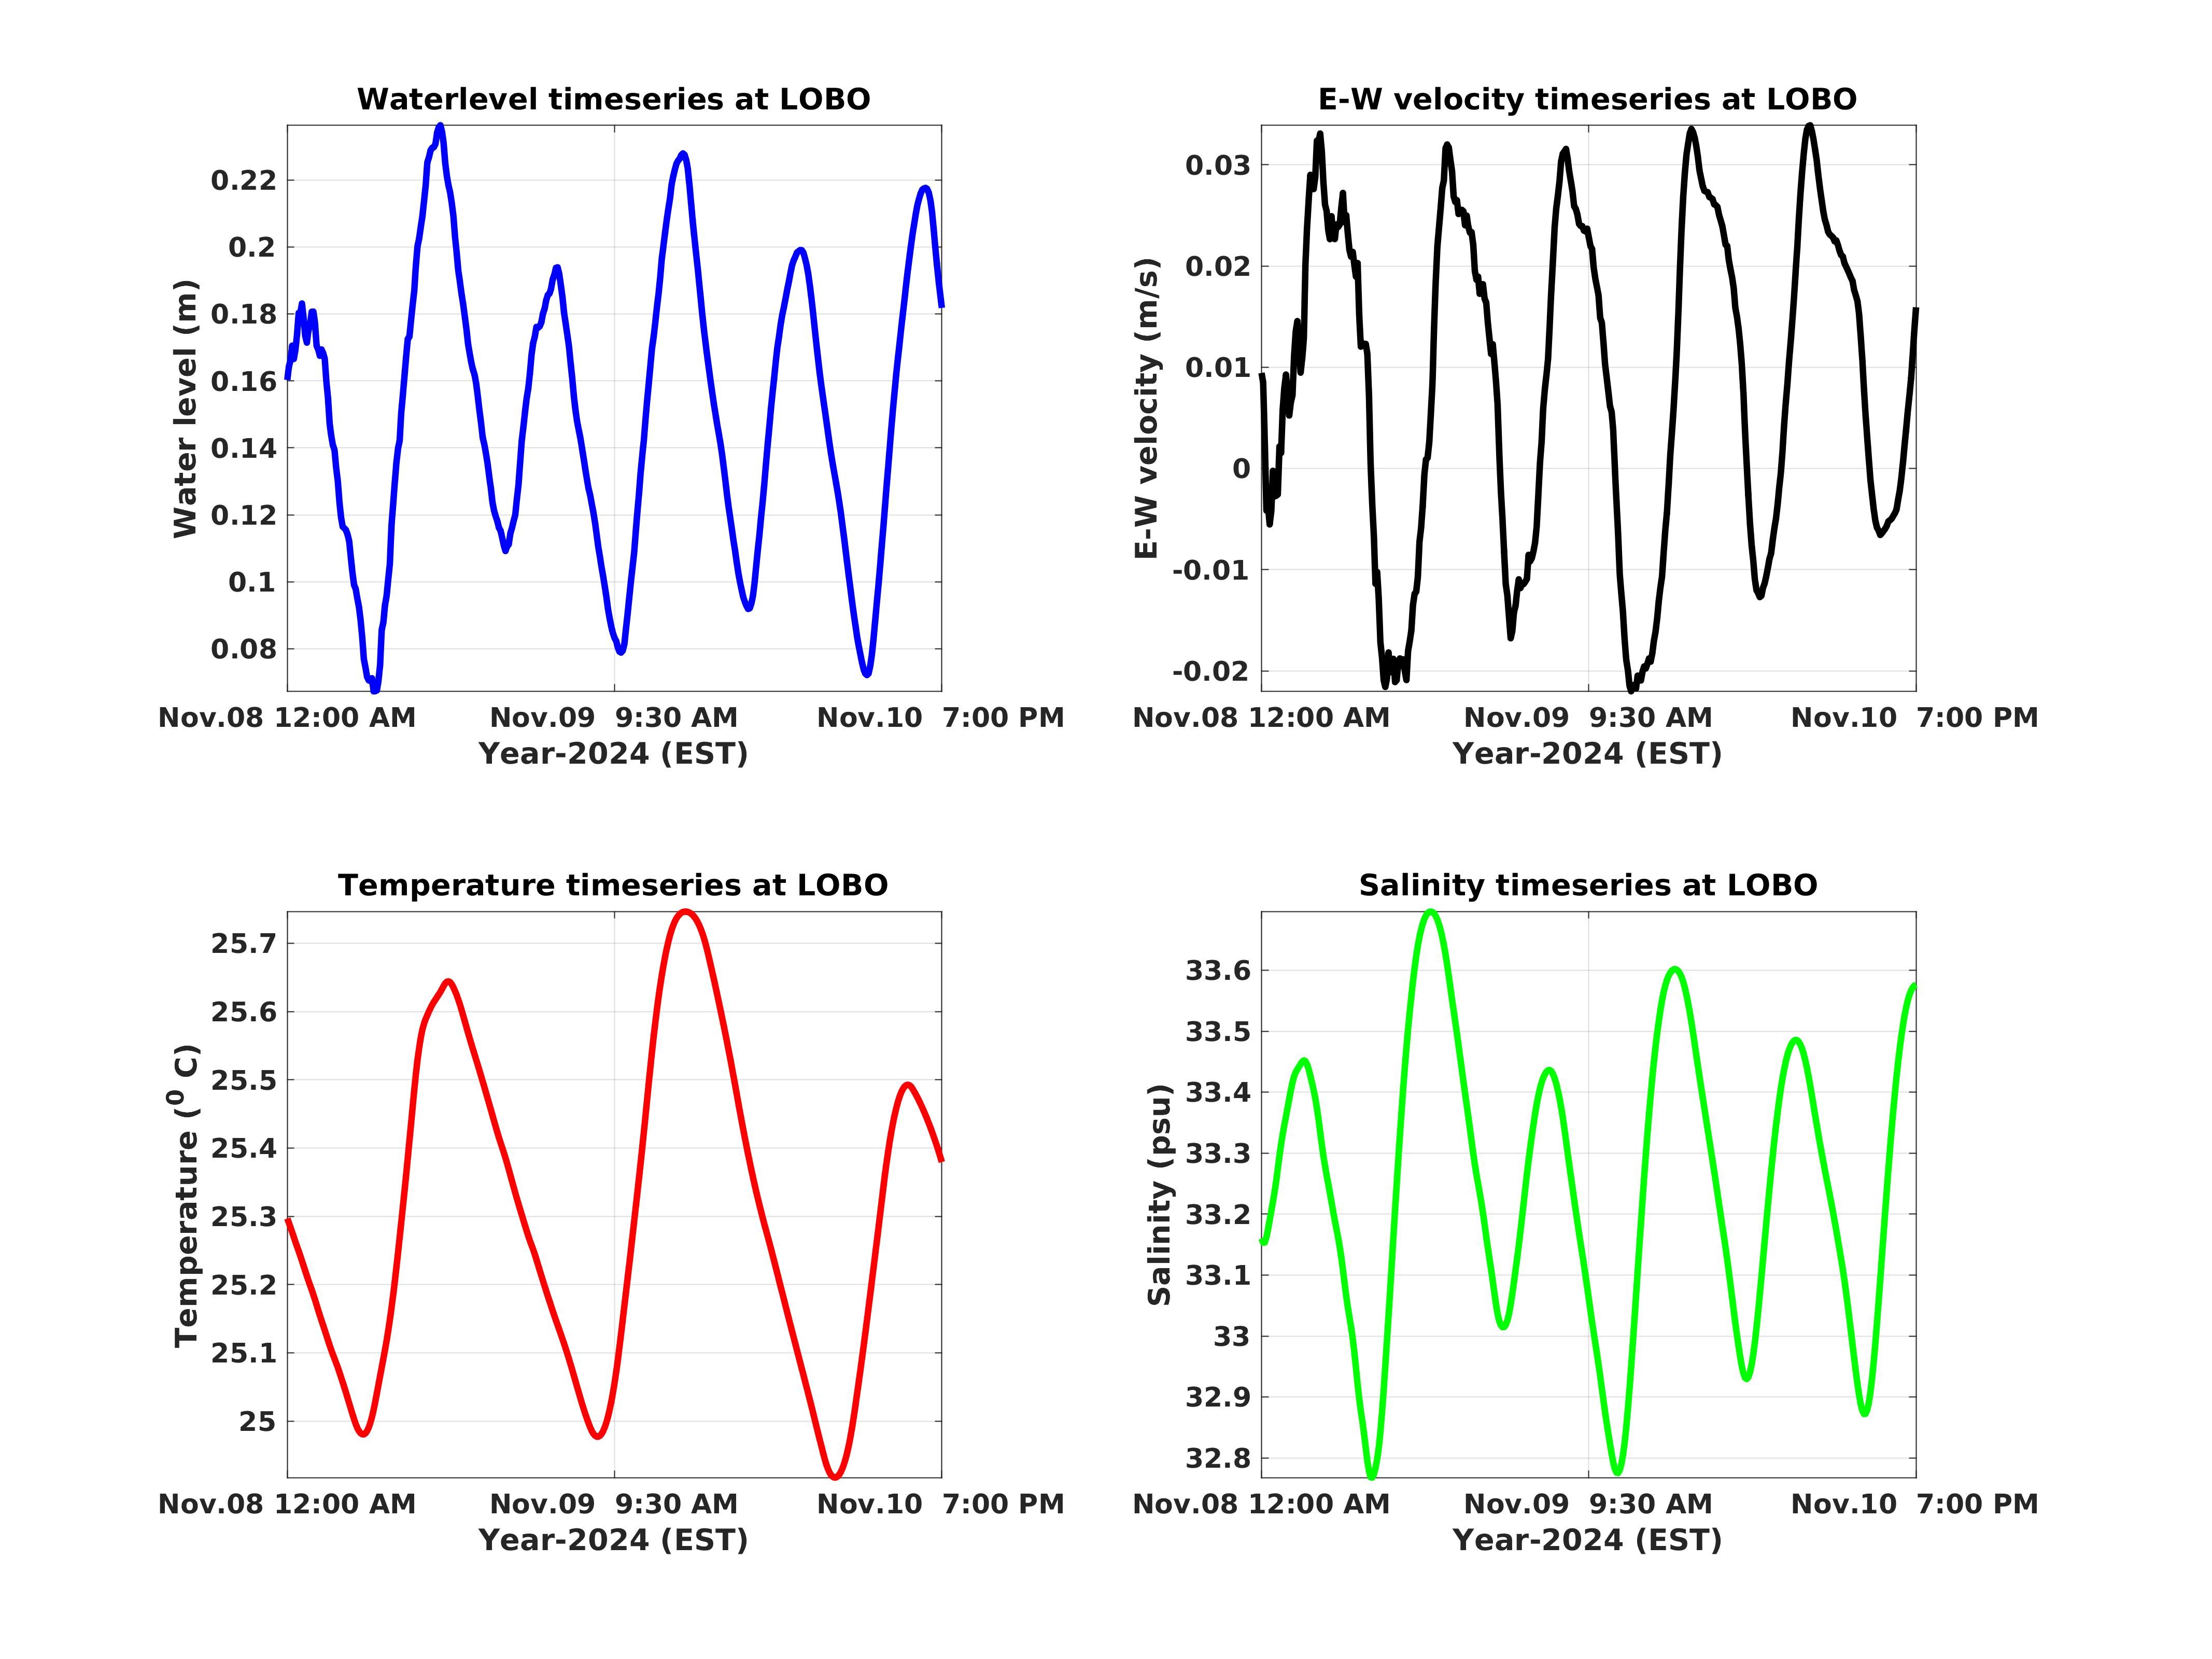 Waterlevel timeseries at LOBO
Water level (m)
0.22
0.2
0.18
0.16
0.14
0.12
0.1
0.08
Nov.08 12:00 AM
Nov.09 9:30 AM
Nov.10 7:00 PM
Year-2024 (EST)
E-W velocity timeseries at LOBO
E-W velocity (m/s)
0.03
0.02
0.01
0
-0.01
-0.02
Nov.08 12:00 AM
Nov.09 9:30 AM
Nov.10 7:00 PM
Year-2024 (EST)
Temperature timeseries at LOBO
Temperature (⁰ C)
25.7
25.6
25.5
25.4
25.3
25.2
25.1
25
Nov.08 12:00 AM
Nov.09 9:30 AM
Nov.10 7:00 PM
Year-2024 (EST)
Salinity timeseries at LOBO
Salinity (psu)
33.6
33.5
33.4
33.3
33.2
33.1
33
32.9
32.8
Nov.08 12:00 AM
Nov.09 9:30 AM
Nov.10 7:00 PM
Year-2024 (EST)